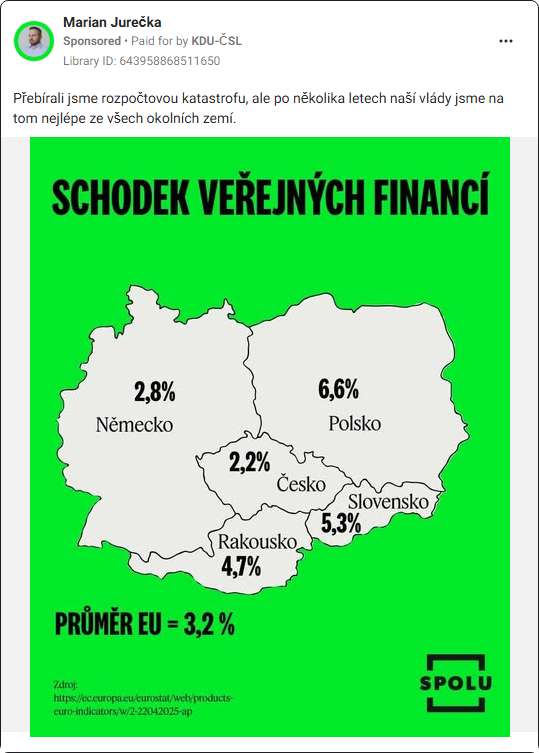 Marian Jurečka
Sponsored • Paid for by KDU-ČSL
Library ID: 643958868511650
Přebírali jsme rozpočtovou katastrofu, ale po několika letech naší vlády jsme na
tom nejlépe ze všech okolních zemí.
SCHODEK VEŘEJNÝCH FINANCÍ
2,8%
Německo
6,6%
Polsko
2,2%
Česko
Slovensko
5,3%
Rakousko
4,7%
PRŮMĚR EU = 3,2 %
Zdroj:
https://ec.europa.eu/eurostat/web/products-
euro-indicators/w/2-22042025-ap
SPOLU